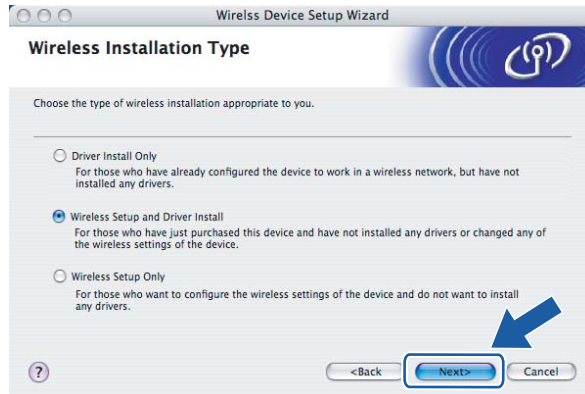 Wirelss Device Setup Wizard
Wireless Installation Type
Choose the type of wireless installation appropriate to you.
Driver Install Only
For those who have already configured the device to work in a wireless network, but have not
installed any drivers.
Wireless Setup and Driver Install
For those who have just purchased this device and have not installed any drivers or changed any of
the wireless settings of the device.
Wireless Setup Only
For those who want to configure the wireless settings of the device and do not want to install
any drivers.
? <Back Next> Cancel